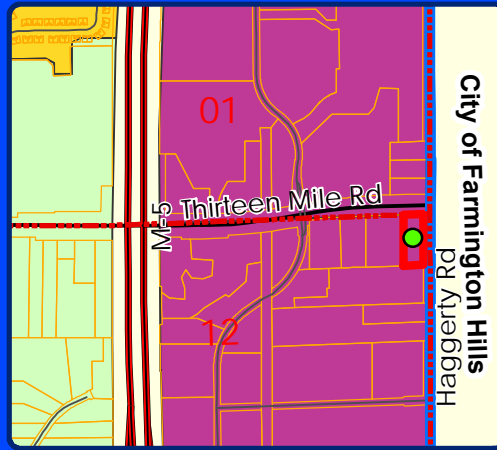 01
Thirteen Mile Rd
M-5
City of Farmington Hills
Haggerty Rd
12